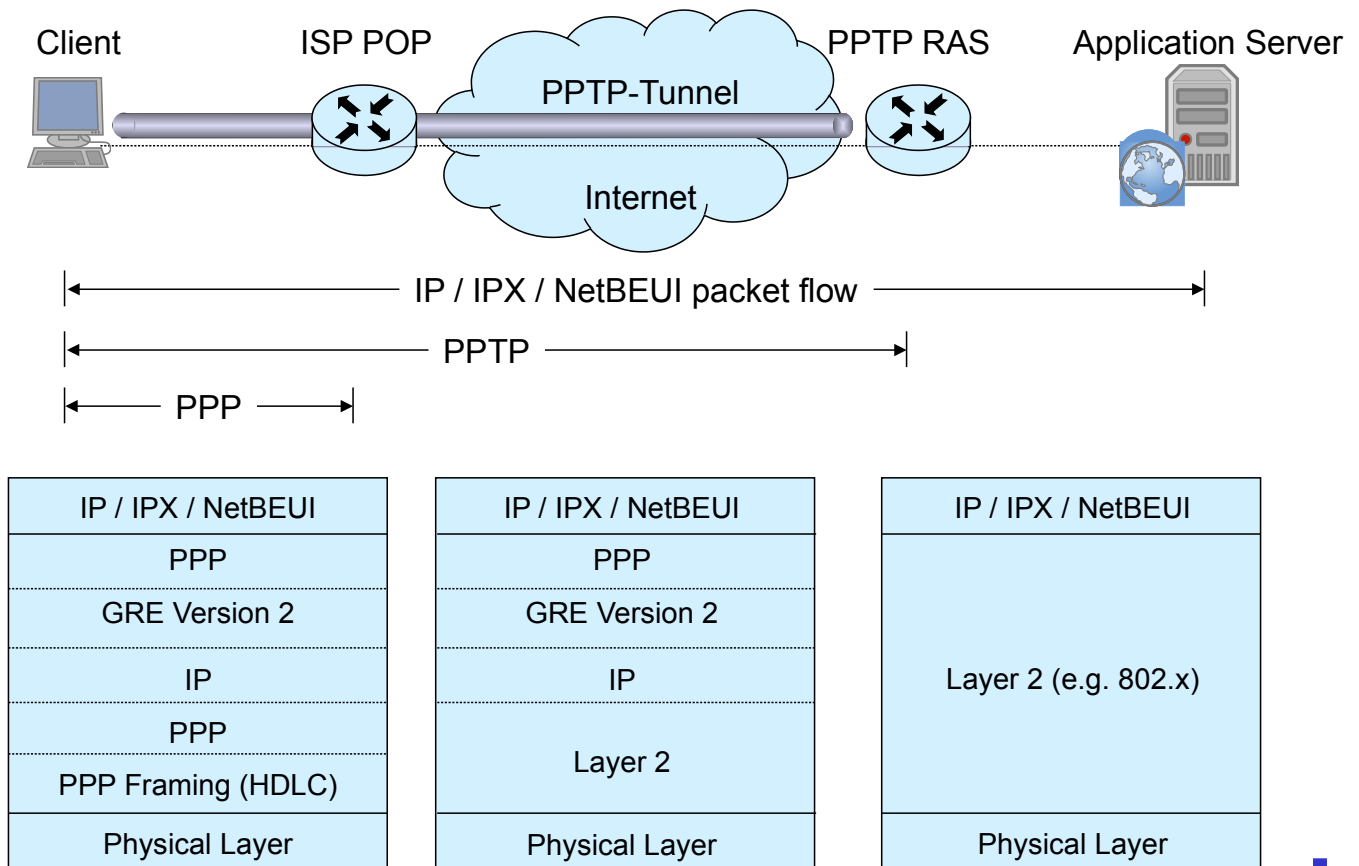 Client
ISP POP
PPTP RAS
Application Server
PPTP-Tunnel
Internet
IP / IPX / NetBEUI packet flow
PPTP
PPP
IP / IPX / NetBEUI
PPP
GRE Version 2
IP
PPP
PPP Framing (HDLC)
Physical Layer
IP / IPX / NetBEUI
PPP
GRE Version 2
IP
Layer 2
Physical Layer
IP / IPX / NetBEUI
Layer 2 (e.g. 802.x)
Physical Layer